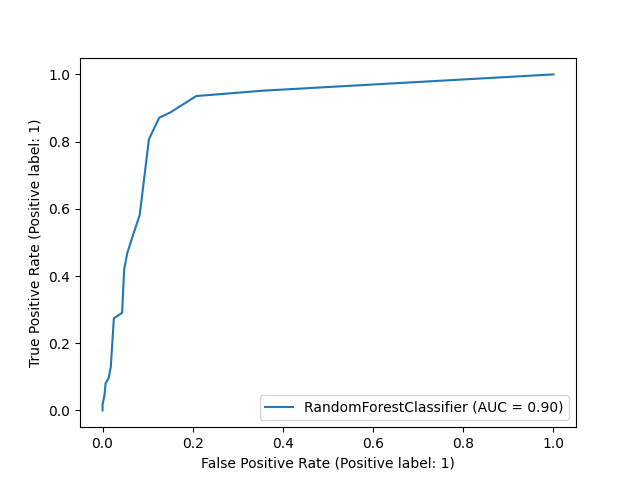 1.0
0.8
0.6
0.4
0.2
0.0
True Positive Rate (Positive label: 1)
RandomForestClassifier (AUC = 0.90)
0.0 0.2 0.4 0.6 0.8 1.0
False Positive Rate (Positive label: 1)